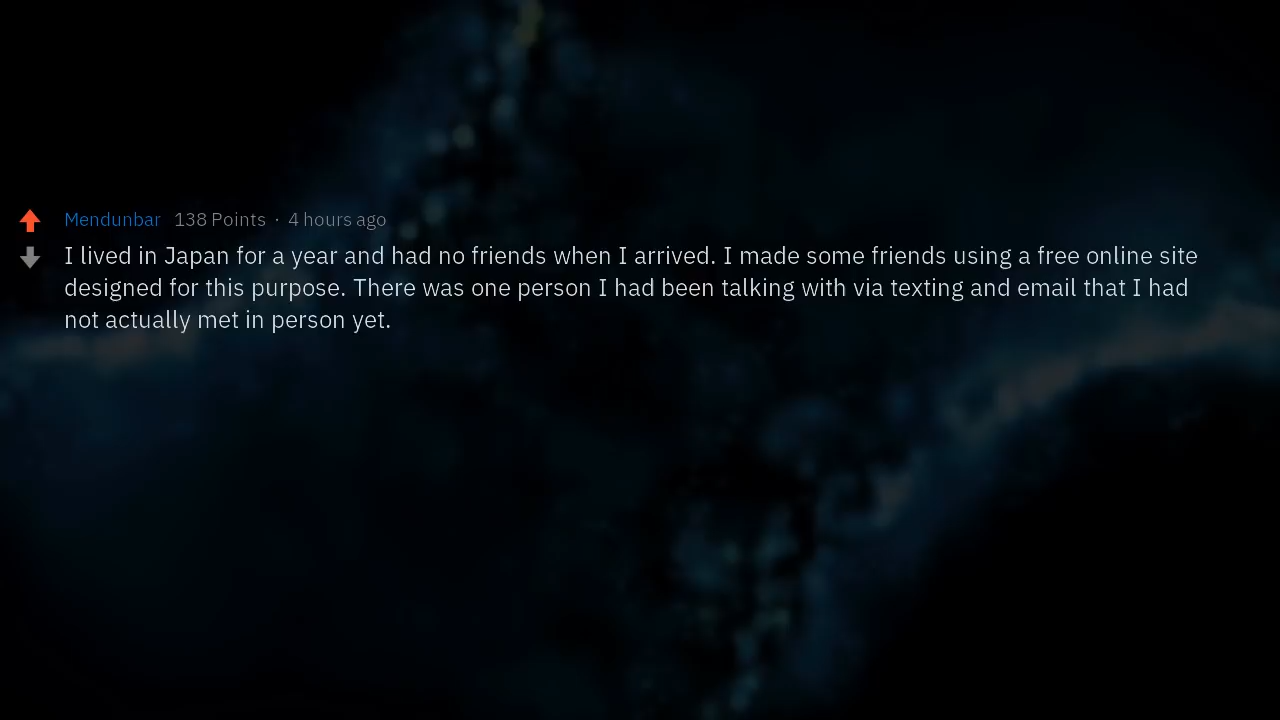 Mendunbar 138 Points · 4 hours ago
I lived in Japan for a year and had no friends when I arrived. I made some friends using a free online site
designed for this purpose. There was one person I had been talking with via texting and email that I had
not actually met in person yet.